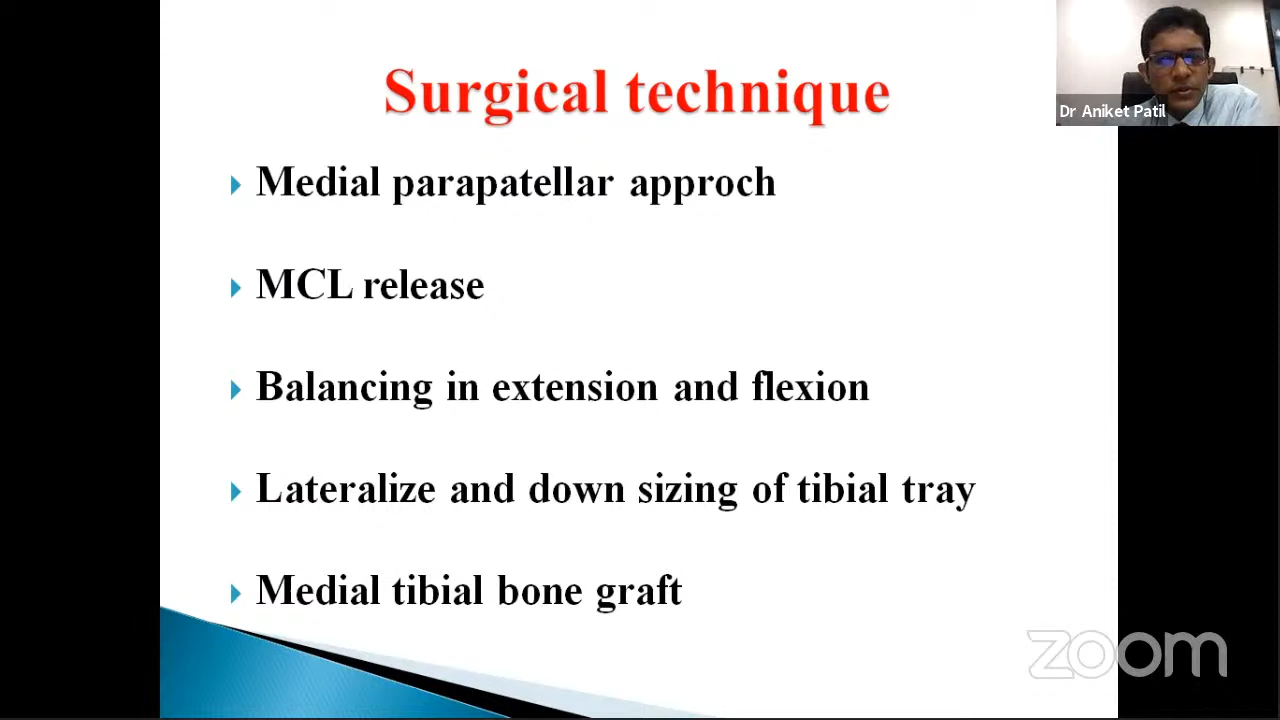 Surgical technique
Dr Aniket Patil
Medial parapatellar approch
MCL release
Balancing in extension and flexion
Lateralize and down sizing of tibial tray
Medial tibial bone graft
zoom